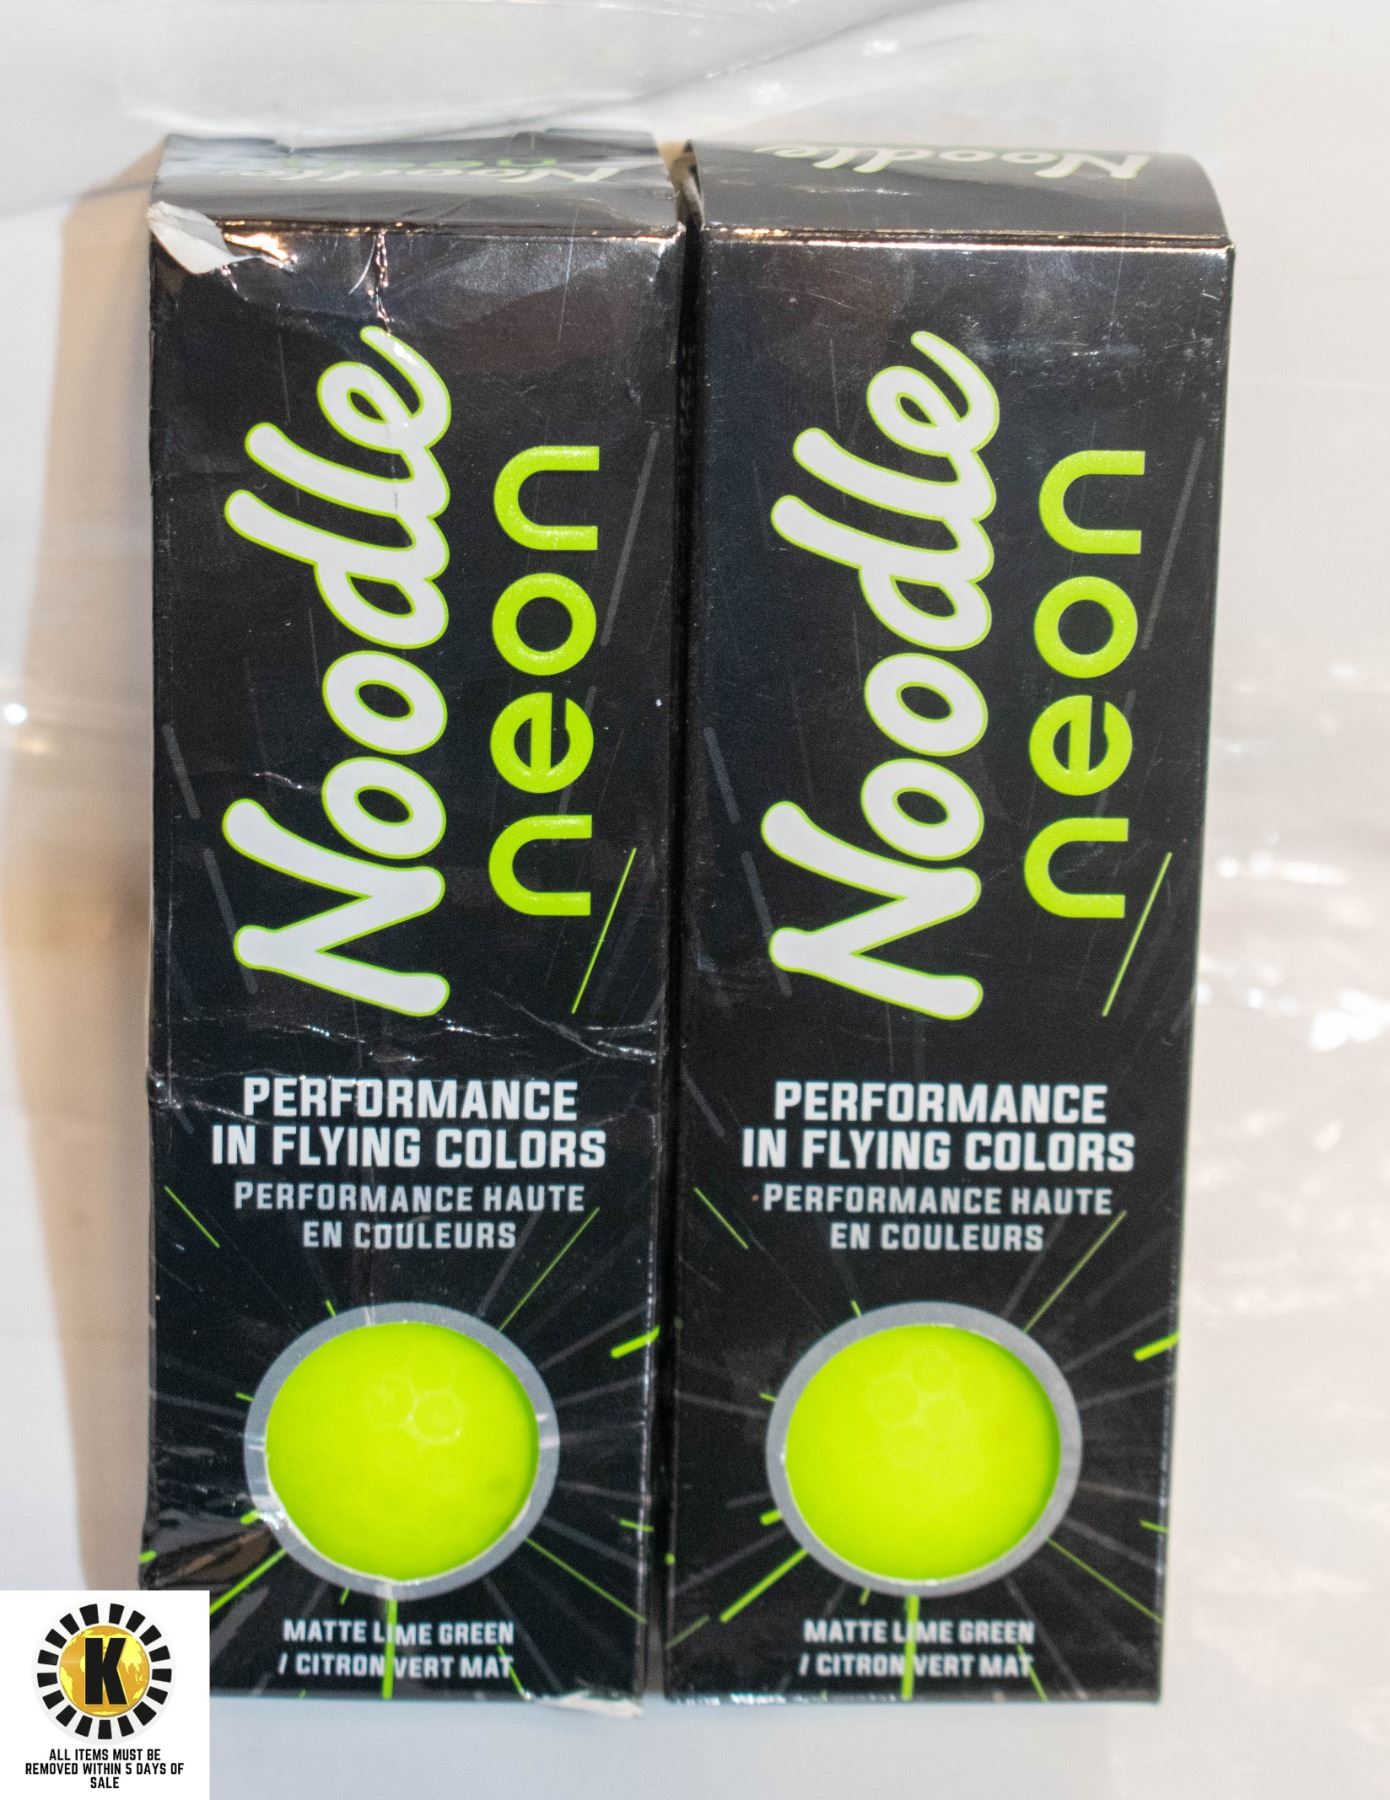 Noodle
neon
Noodle
Noodle
neon
PERFORMANCE
IN FLYING COLORS
PERFORMANCE HAUTE
EN COULEURS
MATTE LIME GREEN
/ CITRON VERT MAT
Noodle
neon
PERFORMANCE
IN FLYING COLORS
PERFORMANCE HAUTE
EN COULEURS
MATTE LIME GREEN
/ CITRON VERT MAT
K
ALL ITEMS MUST BE
REMOVED WITHIN 5 DAYS OF
SALE